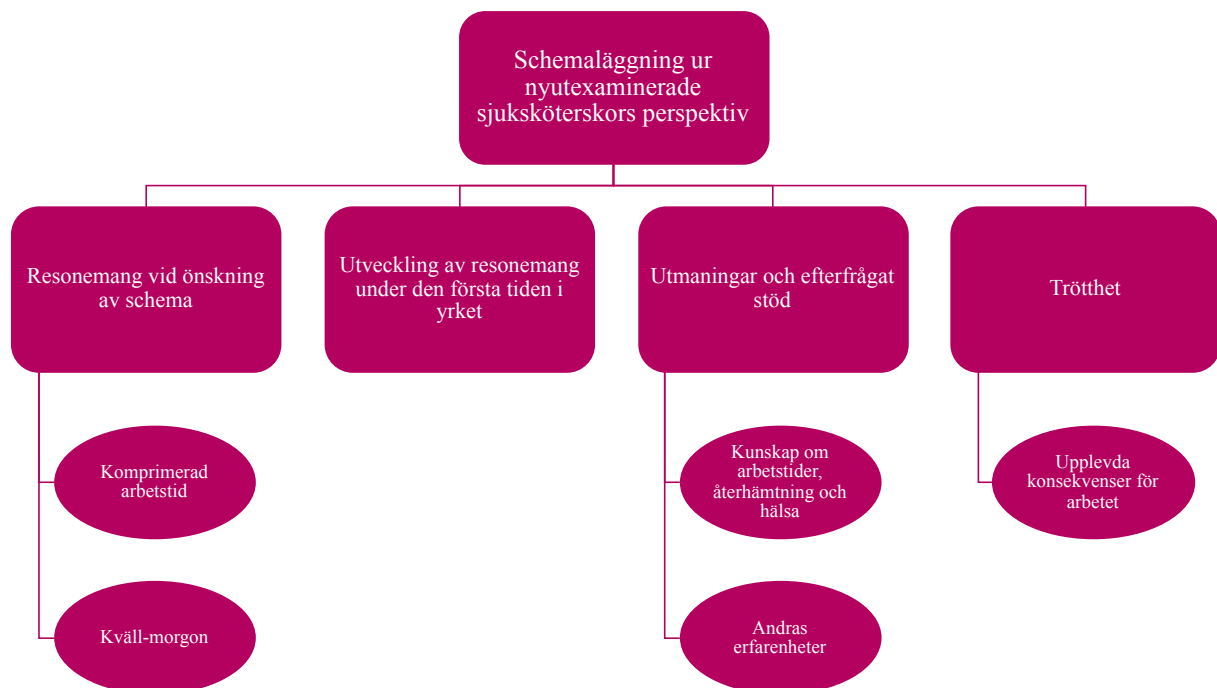 Schemaläggning ur
nyutexaminerade
sjuksköterskors perspektiv
Resonemang vid önskning
av schema
Utveckling av resonemang
under den första tiden i
yrket
Utmaningar och efterfrågat
stöd
Trötthet
Komprimerad
arbetstid
Kunskap om
arbetstider,
återhämtning och
hälsa
Upplevda
konsekvenser för
arbetet
Kväll-morgon
Andras
erfarenheter